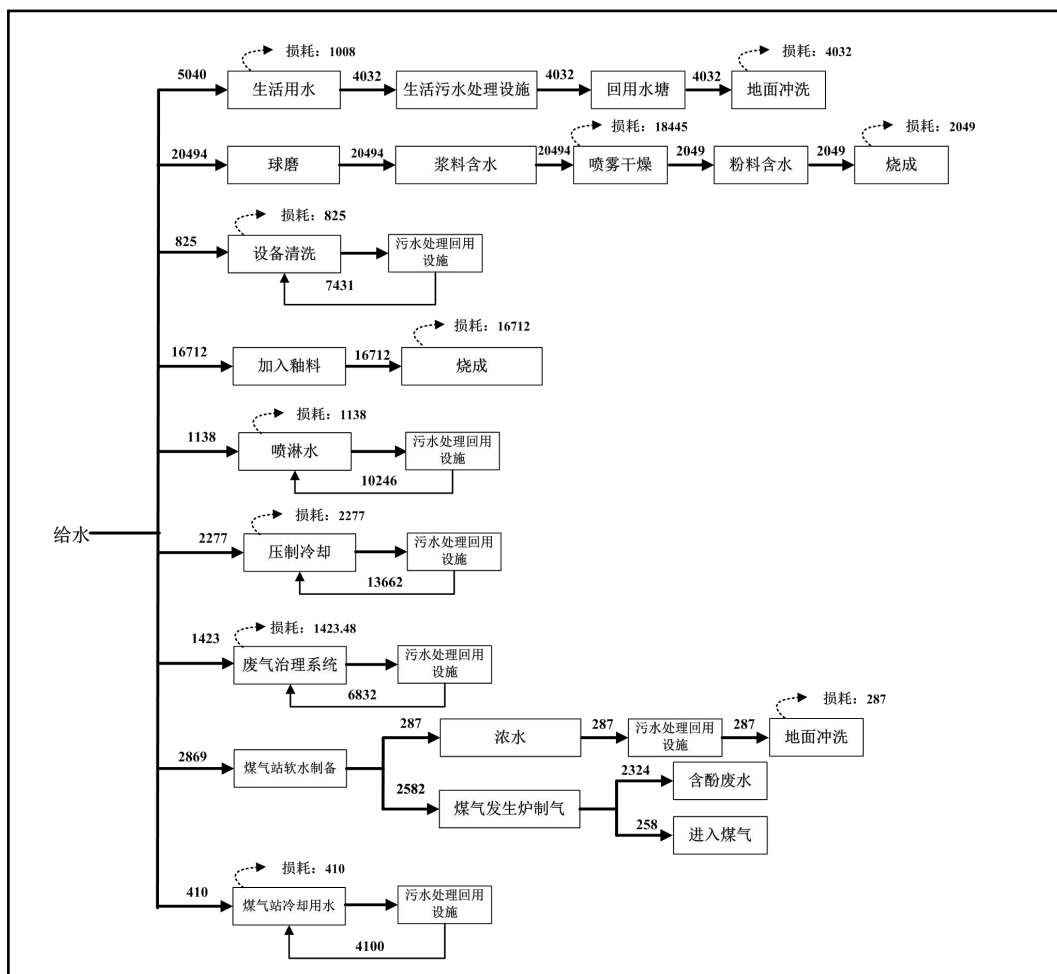 损耗：1008
损耗：4032
5040
生活用水
4032
生活污水处理设施
4032
回用水塘
4032
地面冲洗
损耗：18445
损耗：2049
20494
球磨
20494
浆料含水
20494
喷雾干燥
2049
粉料含水
2049
烧成
损耗：825
825
设备清洗
污水处理回用
设施
7431
损耗：16712
16712
加入釉料
16712
烧成
损耗：1138
1138
喷淋水
污水处理回用
设施
10246
给水
损耗：2277
2277
压制冷却
污水处理回用
设施
13662
损耗：1423.48
1423
废气治理系统
污水处理回用
设施
6832
损耗：287
2869
煤气站软水制备
287
浓水
287
污水处理回用
设施
287
地面冲洗
2582
煤气发生炉制气
2324
含酚废水
258
进入煤气
损耗：410
410
煤气站冷却用水
污水处理回用
设施
4100